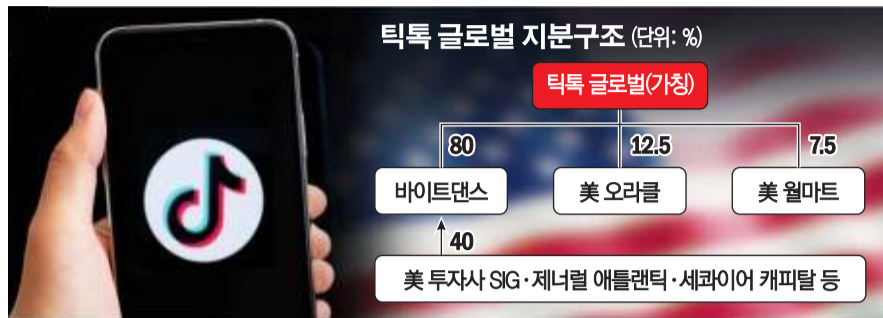 틱톡 글로벌 지분구조 (단위: %)
틱톡 글로벌(가칭)
80
12.5
7.5
바이트댄스
美 오라클
美 월마트
40
美 투자사 SIG·제너럴 애틀랜틱·세콰이어 캐피탈 등